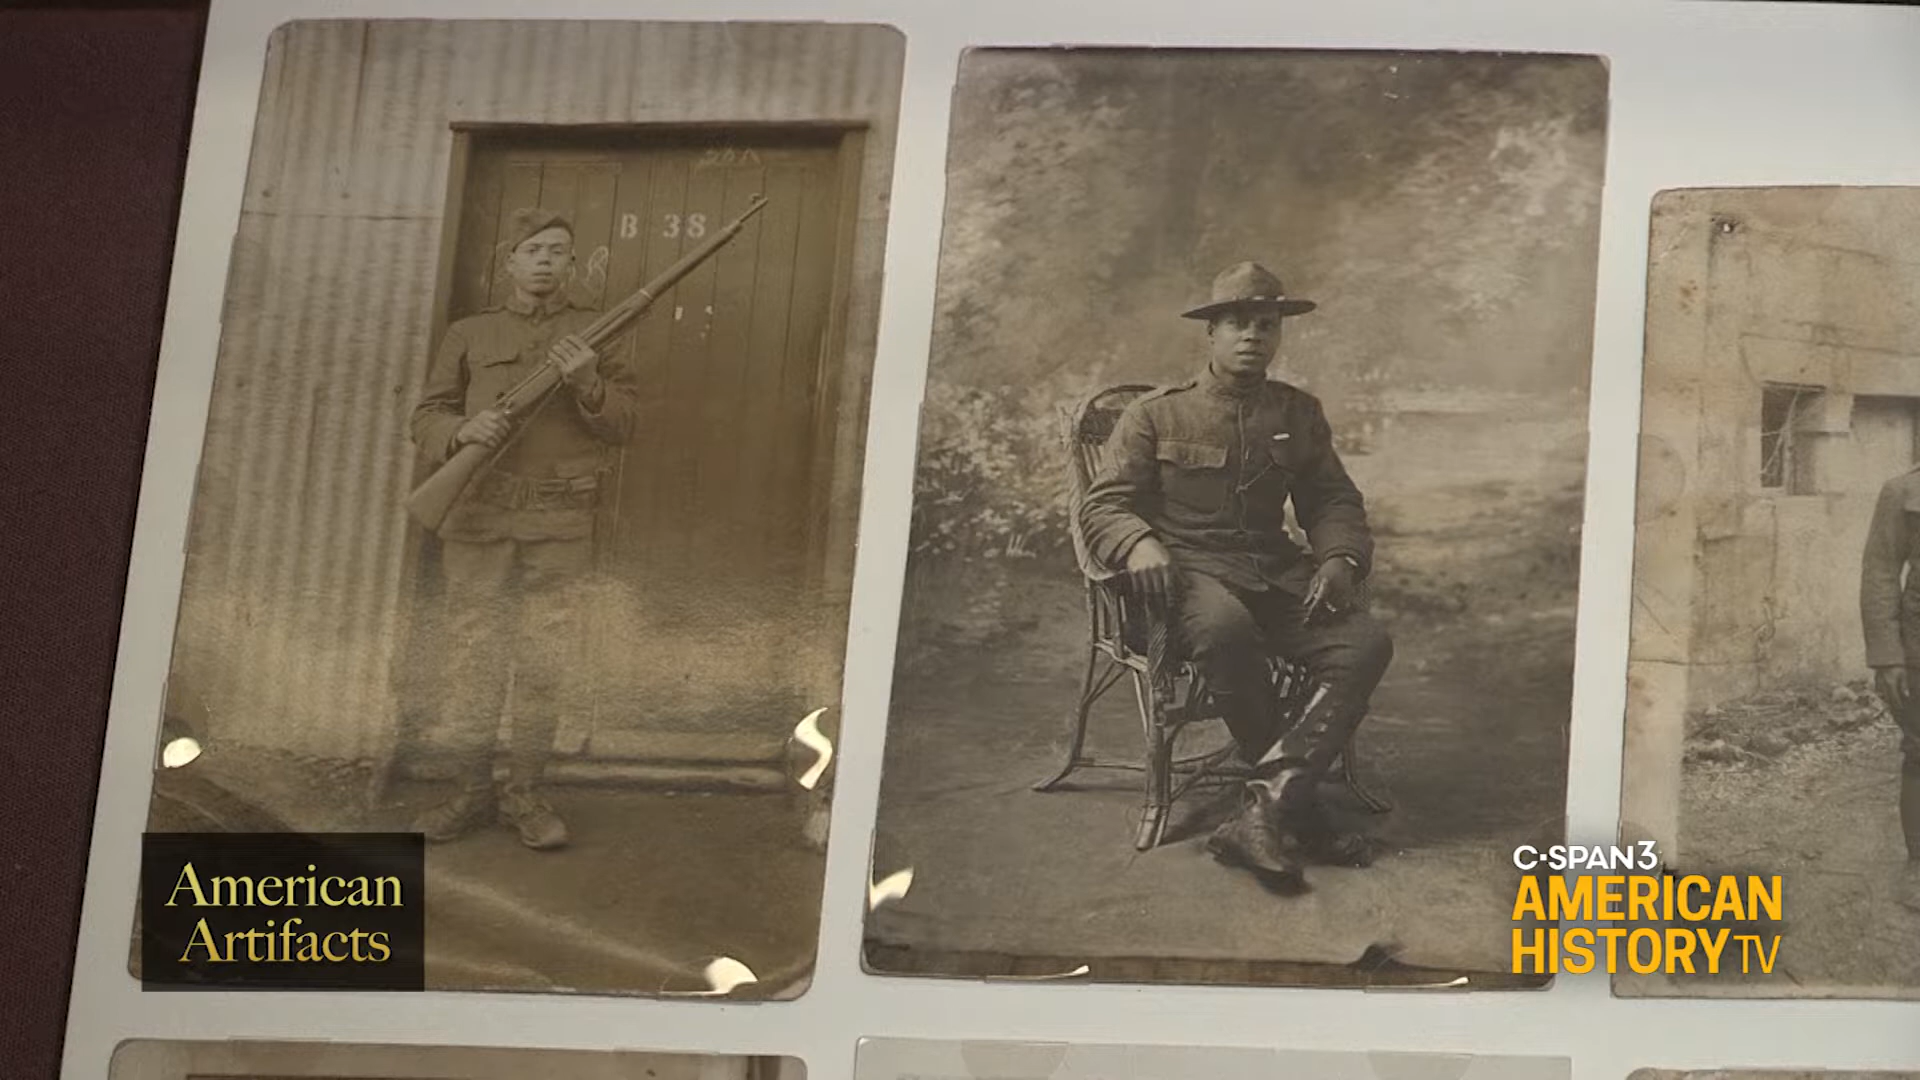 B 38
American
Artifacts
C-SPAN3
AMERICAN
HISTORY TV